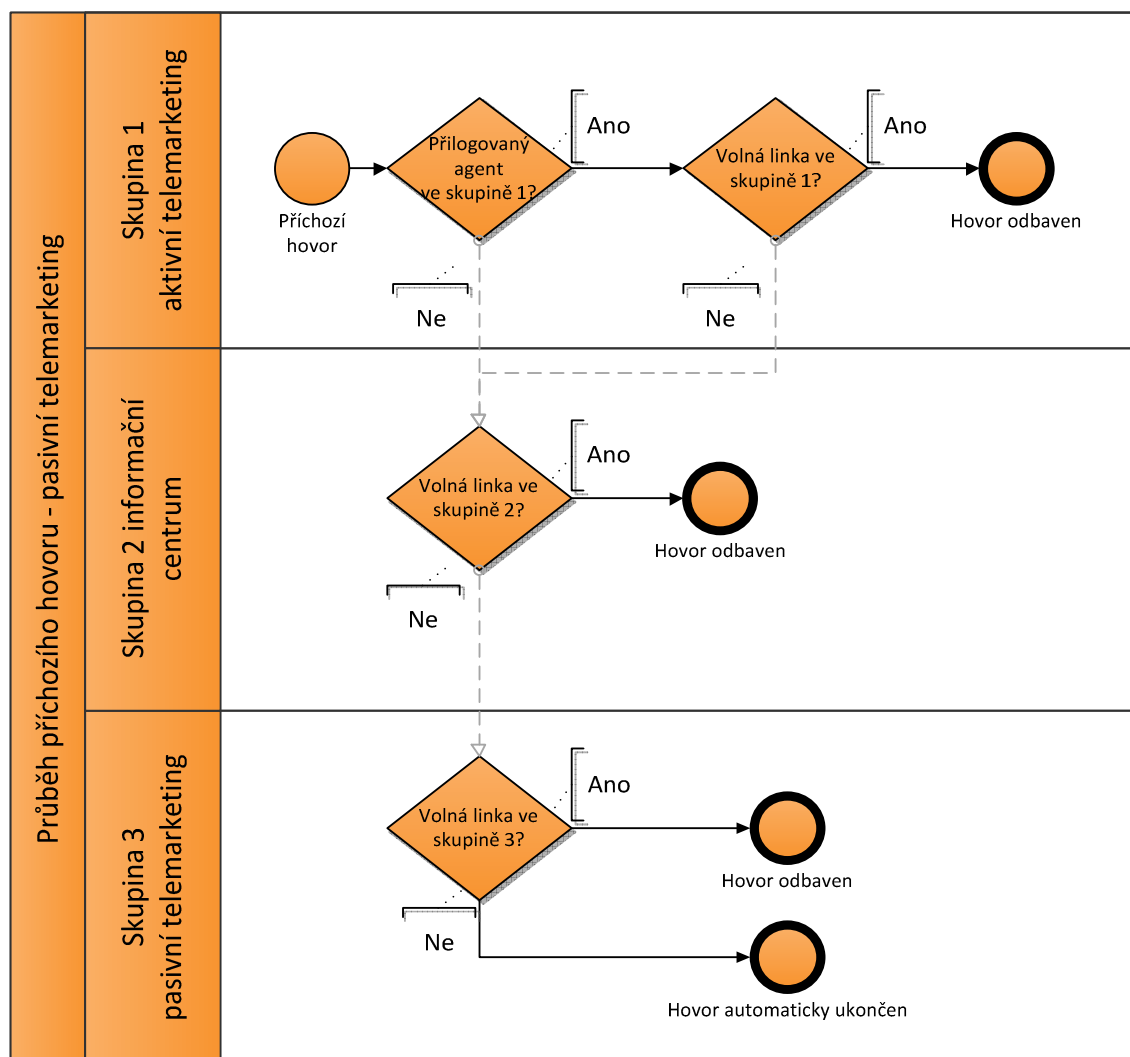 Průběh příchozího hovoru - pasivní telemarketing
Skupina 1
aktivní telemarketing
Příchozí
hovor
Přilogovaný
agent
ve skupině 1?
Ano
Ne
Volná linka ve
skupině 1?
Ano
Ne
Hovor odbaven
Skupina 2 informační
centrum
Volná linka ve
skupině 2?
Ano
Ne
Hovor odbaven
Skupina 3
pasivní telemarketing
Volná linka ve
skupině 3?
Ano
Ne
Hovor odbaven
Hovor automaticky ukončen